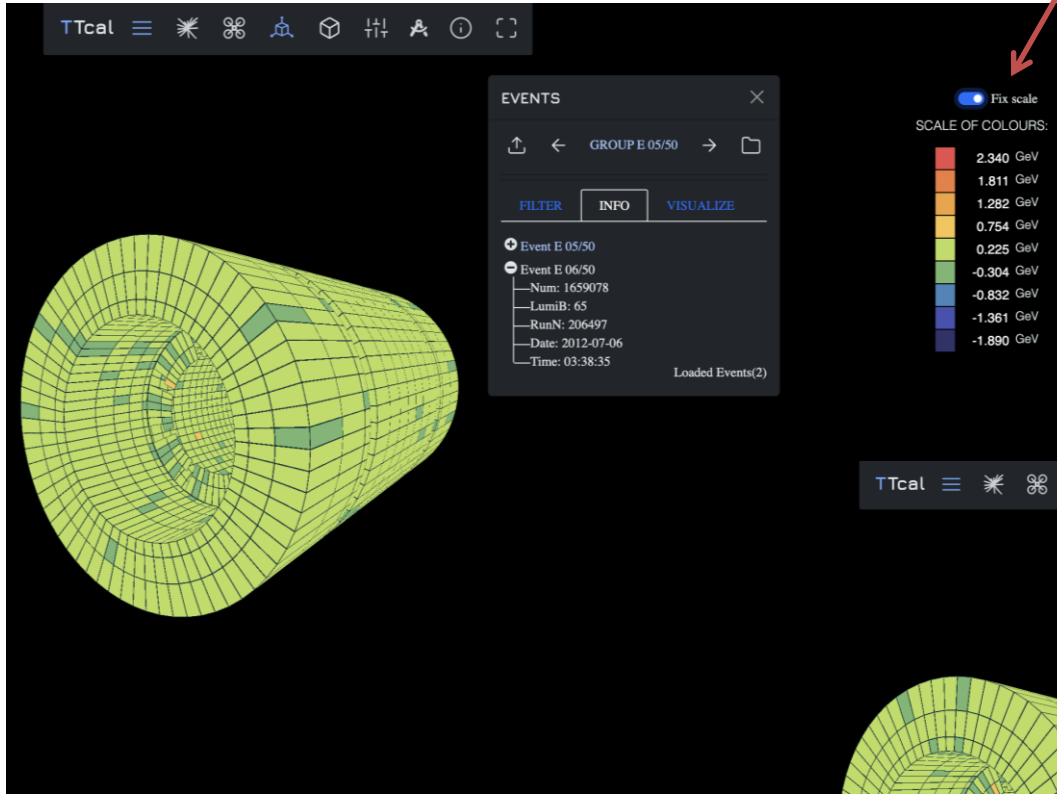 TTcal
EVENTS
GROUP E 05/50
FILTER INFO VISUALIZE
Event E 05/50
Event E 06/50
Num: 1659078
LumiB: 65
RunN: 206497
Date: 2012-07-06
Time: 03:38:35
Loaded Events(2)
Fix scale
SCALE OF COLOURS:
2.340 GeV
1.811 GeV
1.282 GeV
0.754 GeV
0.225 GeV
-0.304 GeV
-0.832 GeV
-1.361 GeV
-1.890 GeV
TTcal